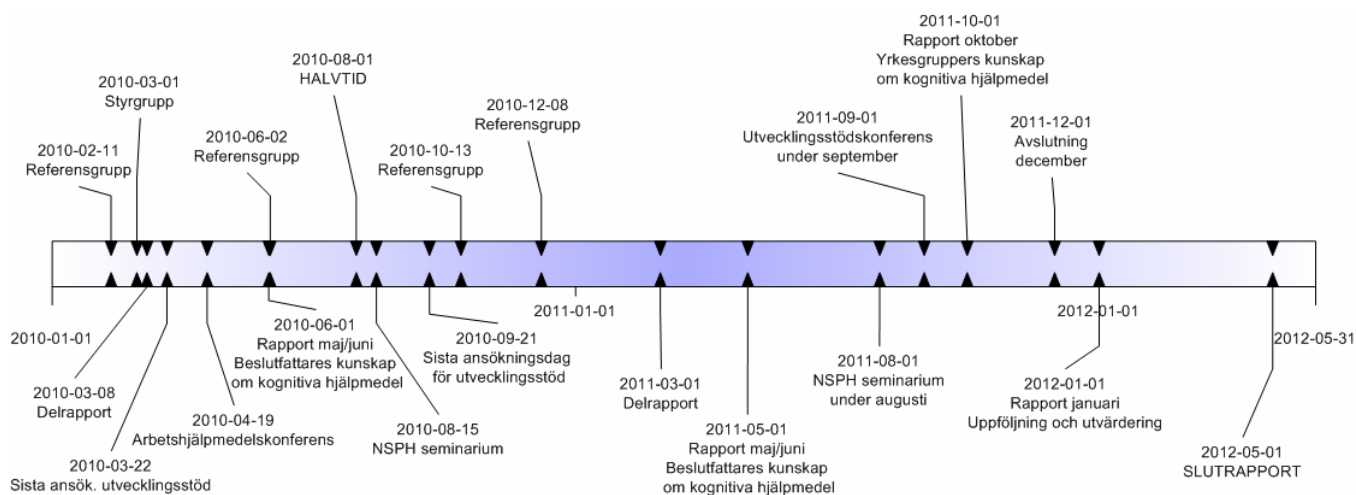 2010-02-11
Referensgrupp
2010-03-01
Styrgrupp
2010-06-02
Referensgrupp
2010-08-01
HALVTID
2010-10-13
Referensgrupp
2010-12-08
Referensgrupp
2011-09-01
Utvecklingsstödskonferens
under september
2011-10-01
Rapport oktober
Yrkesgruppers kunskap
om kognitiva hjälpmedel
2011-12-01
Avslutning
december
2010-01-01
2011-01-01
2012-01-01
2012-05-31
2010-03-08
Delrapport
2010-03-22
Sista ansök. utvecklingsstöd
2010-04-19
Arbetshjälpmedelskonferens
2010-06-01
Rapport maj/juni
Beslutfattares kunskap
om kognitiva hjälpmedel
2010-08-15
NSPH seminarium
2010-09-21
Sista ansökningsdag
för utvecklingsstöd
2011-03-01
Delrapport
2011-05-01
Rapport maj/juni
Beslutfattares kunskap
om kognitiva hjälpmedel
2011-08-01
NSPH seminarium
under augusti
2012-01-01
Rapport januari
Uppföljning och utvärdering
2012-05-01
SLUTRAPPORT